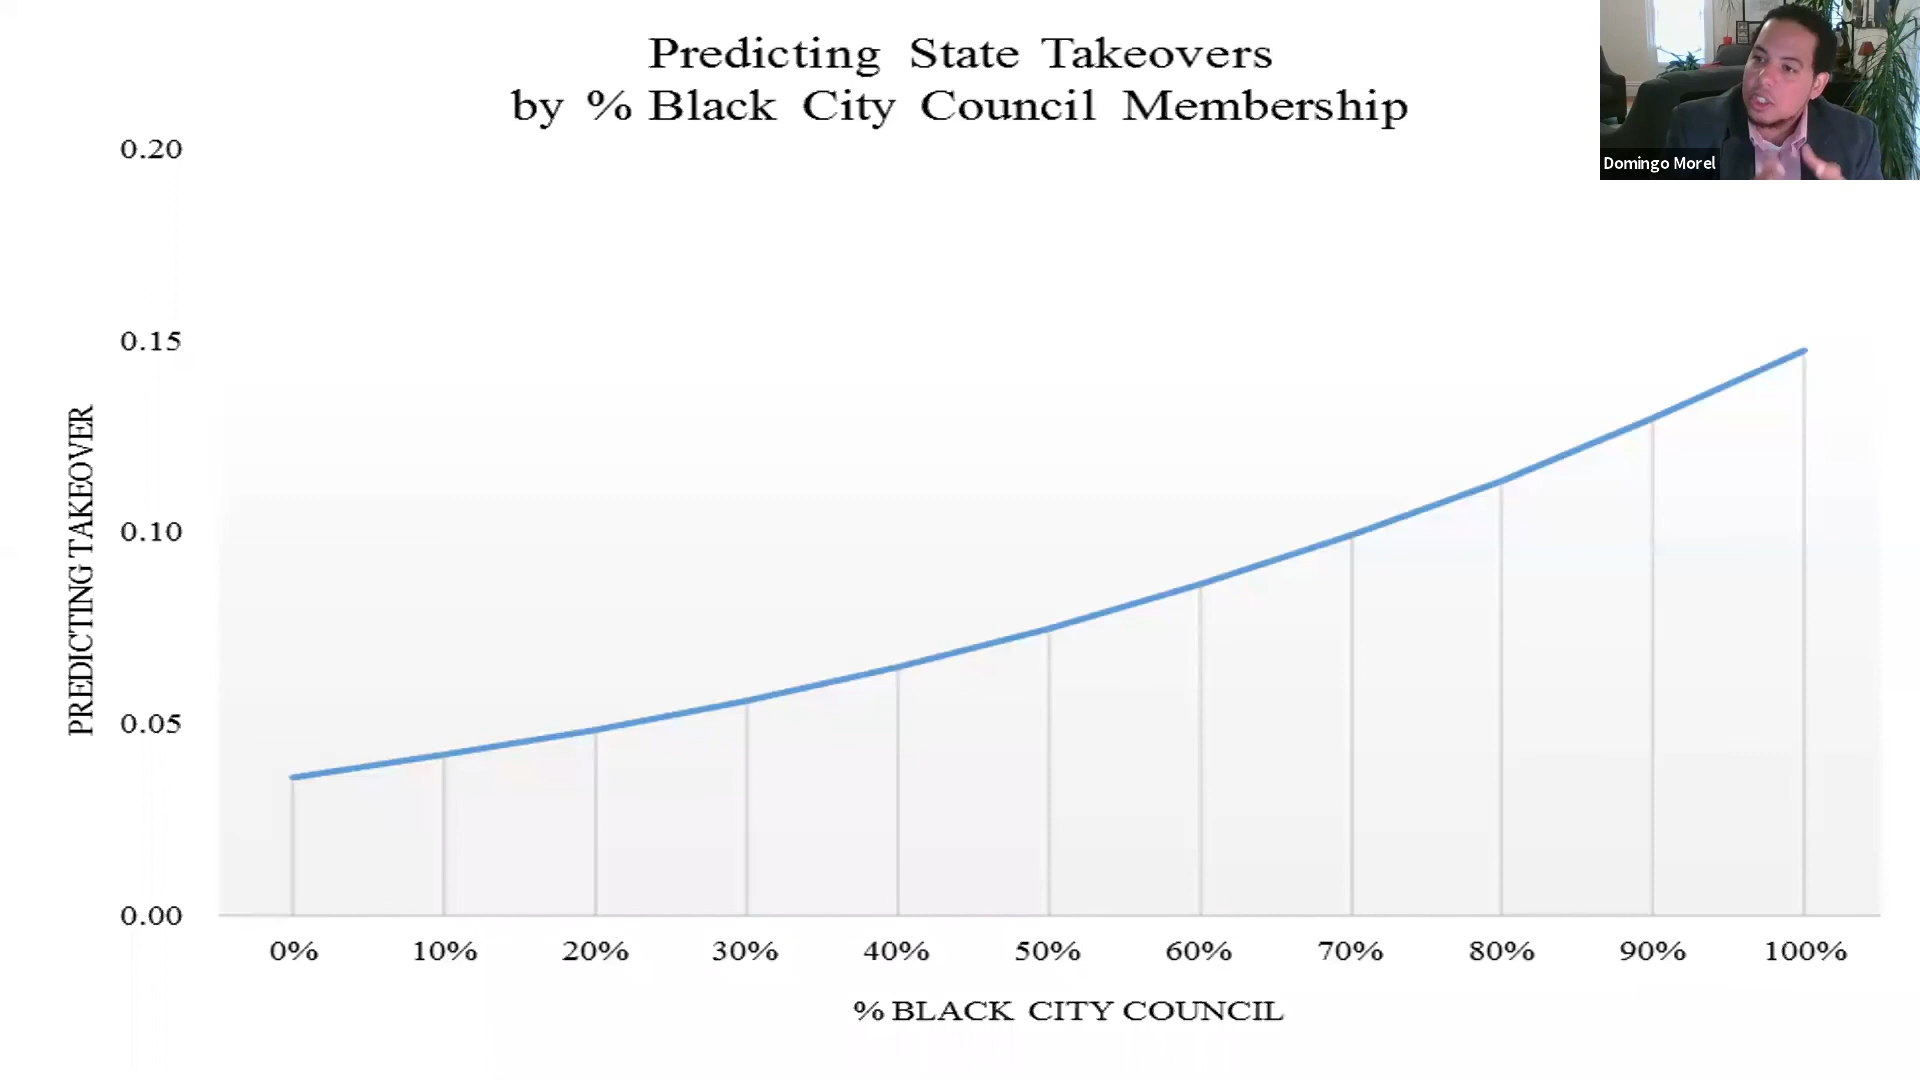 Predicting State Takeovers
by % Black City Council Membership
Domingo Morel
0.20
0.15
0.10
0.05
0.00
PREDICTING TAKEOVER
0% 10% 20% 30% 40% 50% 60% 70% 80% 90% 100%
% BLACK CITY COUNCIL